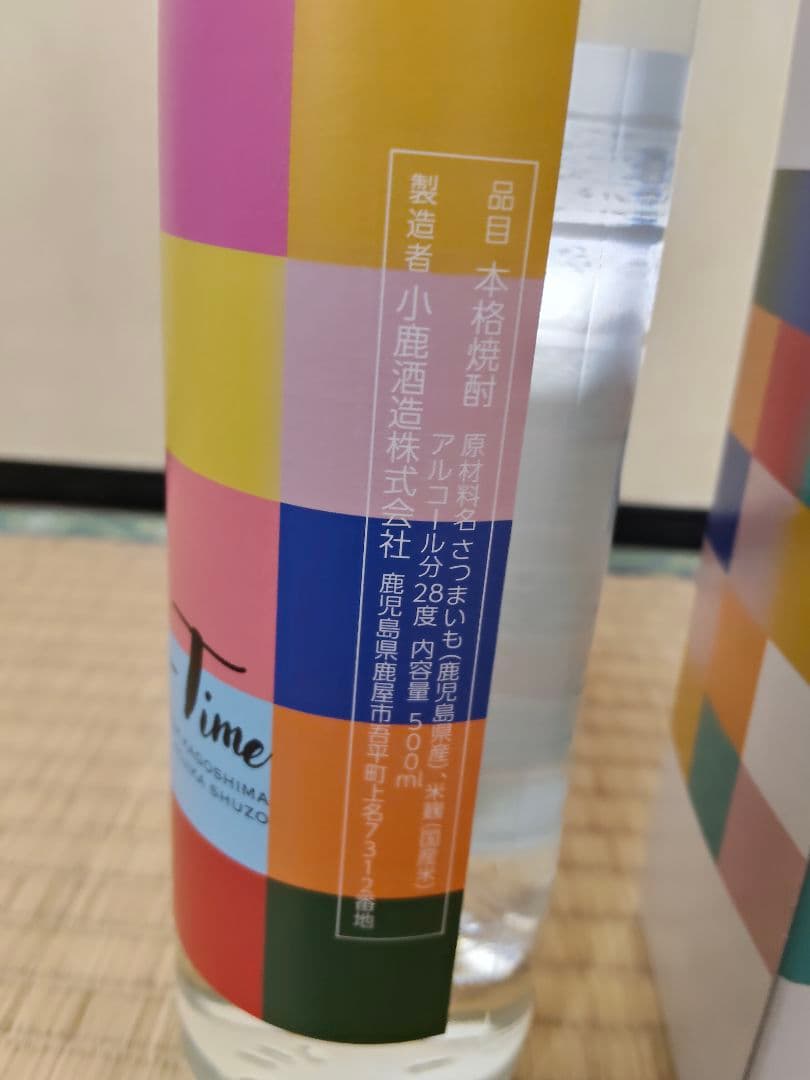 品目 本格焼酎
原材料名 さつまいも(鹿児島県産)、米麹(国産米)
アルコール分 28度 内容量 500ml
製造者 小鹿酒造株式会社 鹿児島県鹿屋市吾平町上名7312番地
Time
KAGOSHIMA
SHUZO